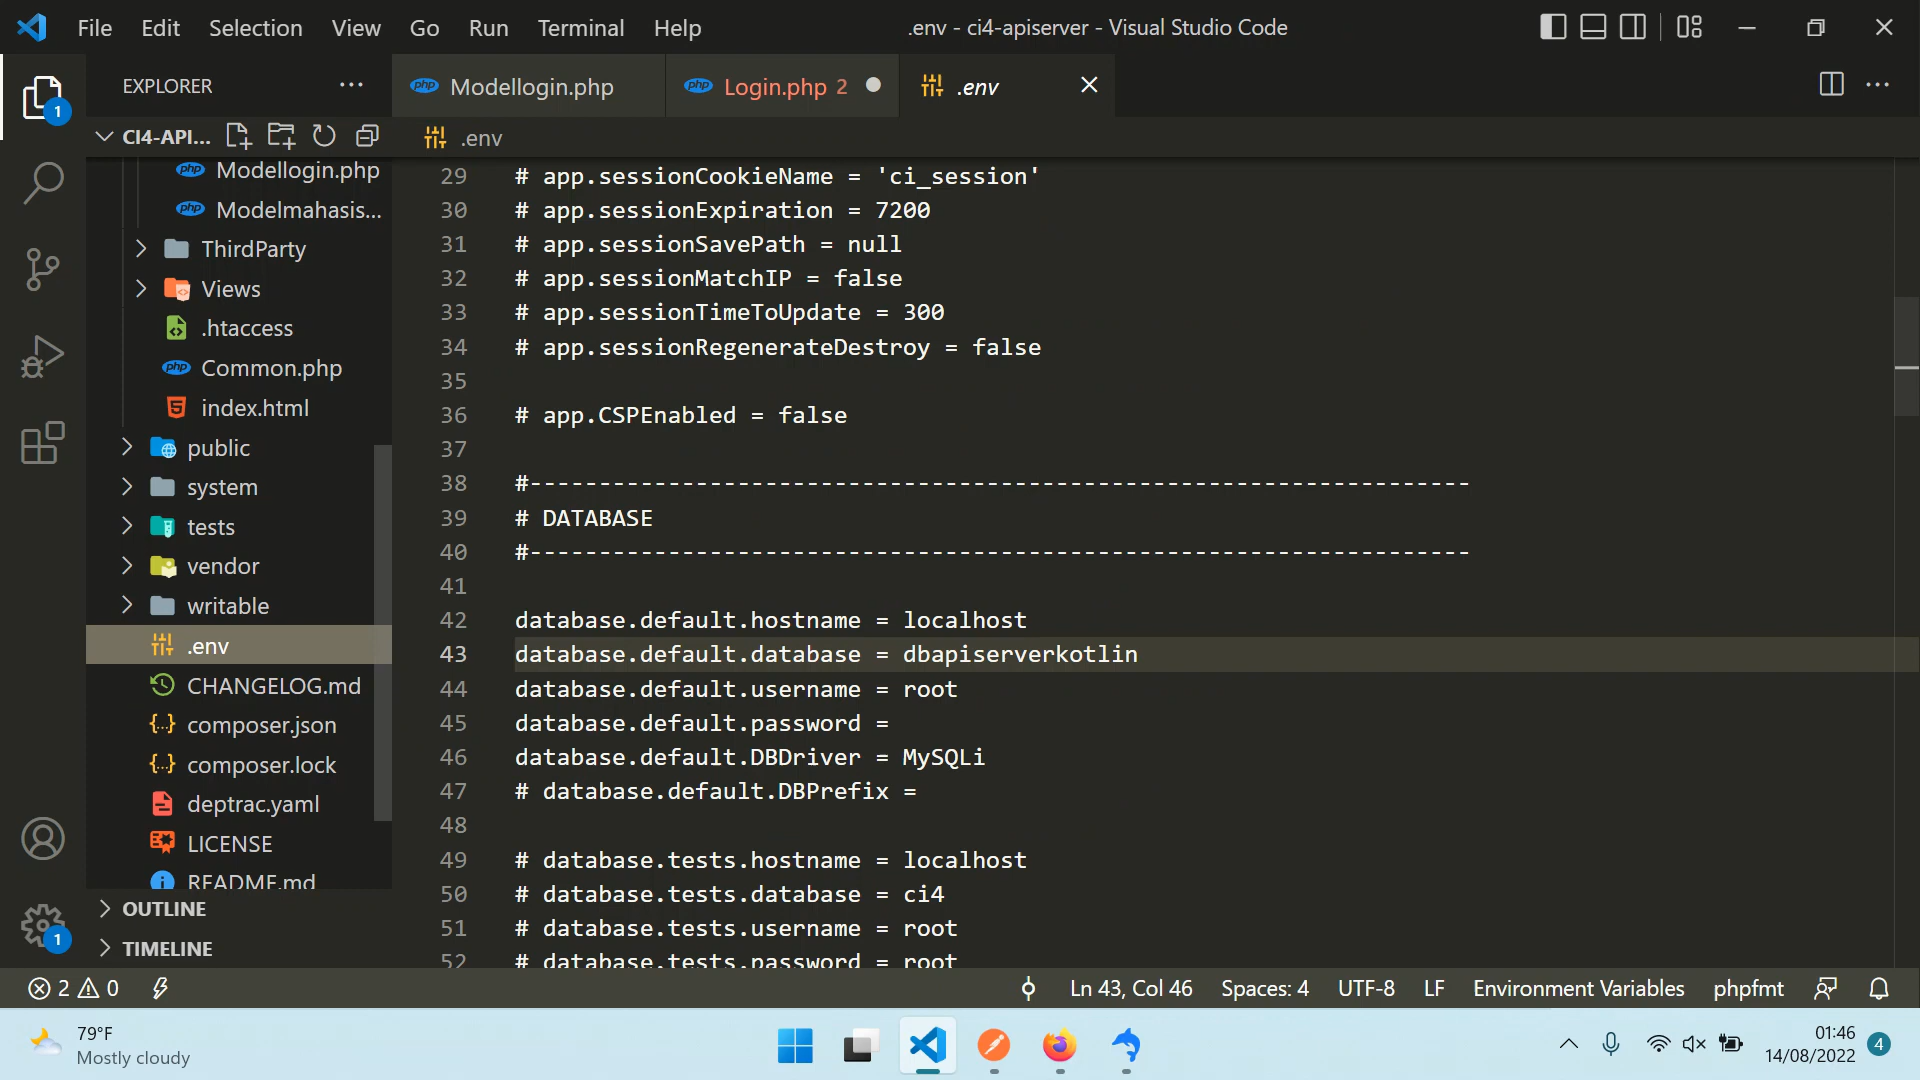 File Edit Selection View Go Run Terminal Help
.env - ci4-apiserver - Visual Studio Code
EXPLORER
Modellogin.php
Login.php 2
.env
CI4-API...
.env
1
Modellogin.php
Modelmahasis...
ThirdParty
Views
.htaccess
Common.php
index.html
public
system
tests
vendor
writable
.env
CHANGELOG.md
composer.json
composer.lock
deptrac.yaml
LICENSE
README.md
OUTLINE
TIMELINE
1
29 # app.sessionCookieName = 'ci_session'
30 # app.sessionExpiration = 7200
31 # app.sessionSavePath = null
32 # app.sessionMatchIP = false
33 # app.sessionTimeToUpdate = 300
34 # app.sessionRegenerateDestroy = false
35
36 # app.CSPEnabled = false
37
38 #--------------------------------------------------------------------
39 # DATABASE
40 #--------------------------------------------------------------------
41
42 database.default.hostname = localhost
43 database.default.database = dbapiserverkotlin
44 database.default.username = root
45 database.default.password =
46 database.default.DBDriver = MySQLi
47 # database.default.DBPrefix =
48
49 # database.tests.hostname = localhost
50 # database.tests.database = ci4
51 # database.tests.username = root
52 # database.tests.password = root
2 0
Ln 43, Col 46 Spaces: 4 UTF-8 LF Environment Variables phpfmt
79°F
Mostly cloudy
01:46
14/08/2022
4